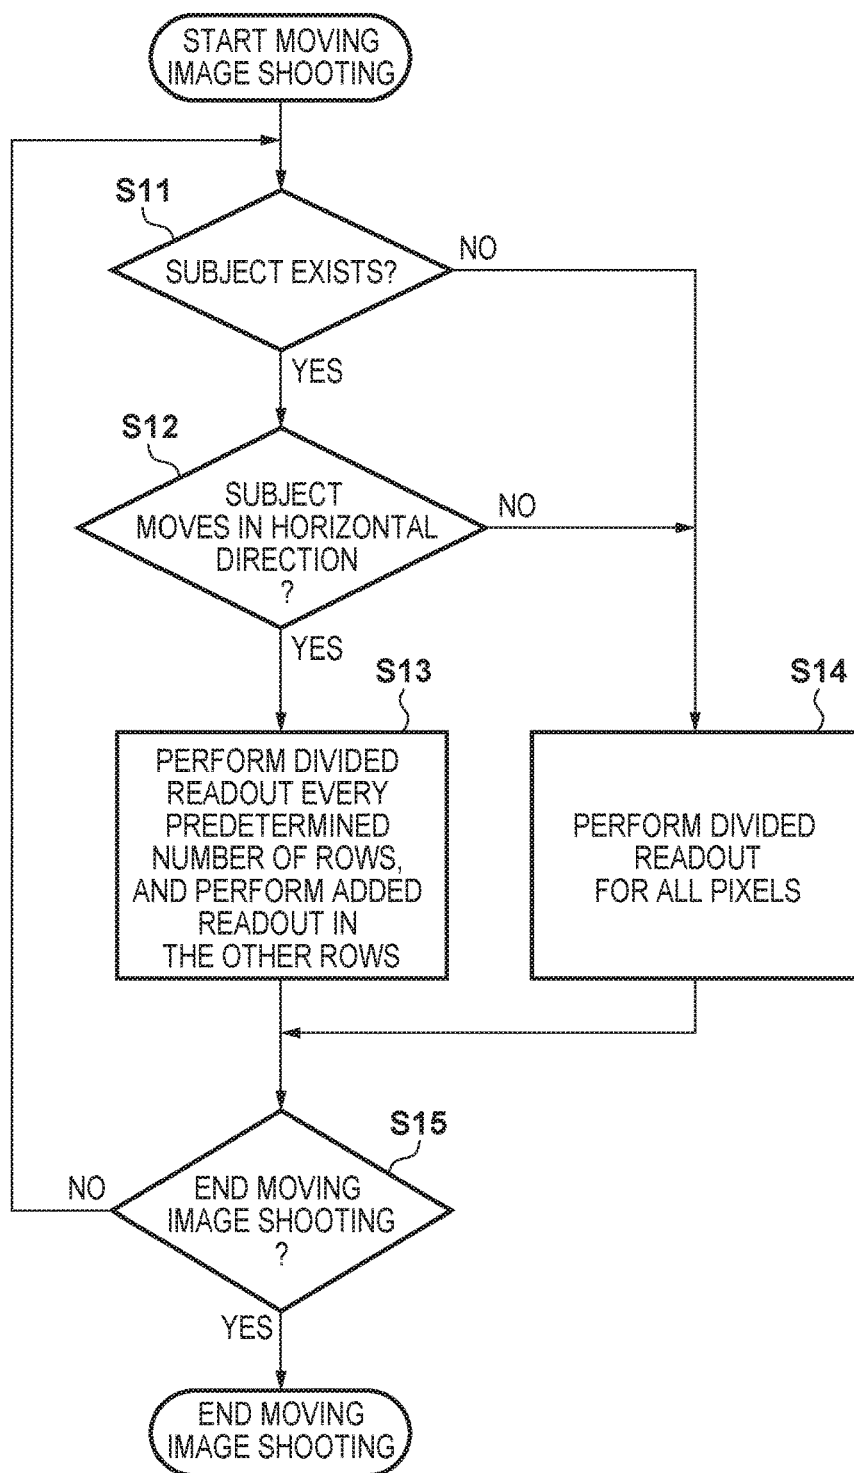 START MOVING
IMAGE SHOOTING
S11
SUBJECT EXISTS?
NO
YES
S12
SUBJECT
MOVES IN HORIZONTAL
DIRECTION
?
NO
YES
S13
PERFORM DIVIDED
READOUT EVERY
PREDETERMINED
NUMBER OF ROWS,
AND PERFORM ADDED
READOUT IN
THE OTHER ROWS
S14
PERFORM DIVIDED
READOUT
FOR ALL PIXELS
S15
END MOVING
IMAGE SHOOTING
?
NO
YES
END MOVING
IMAGE SHOOTING